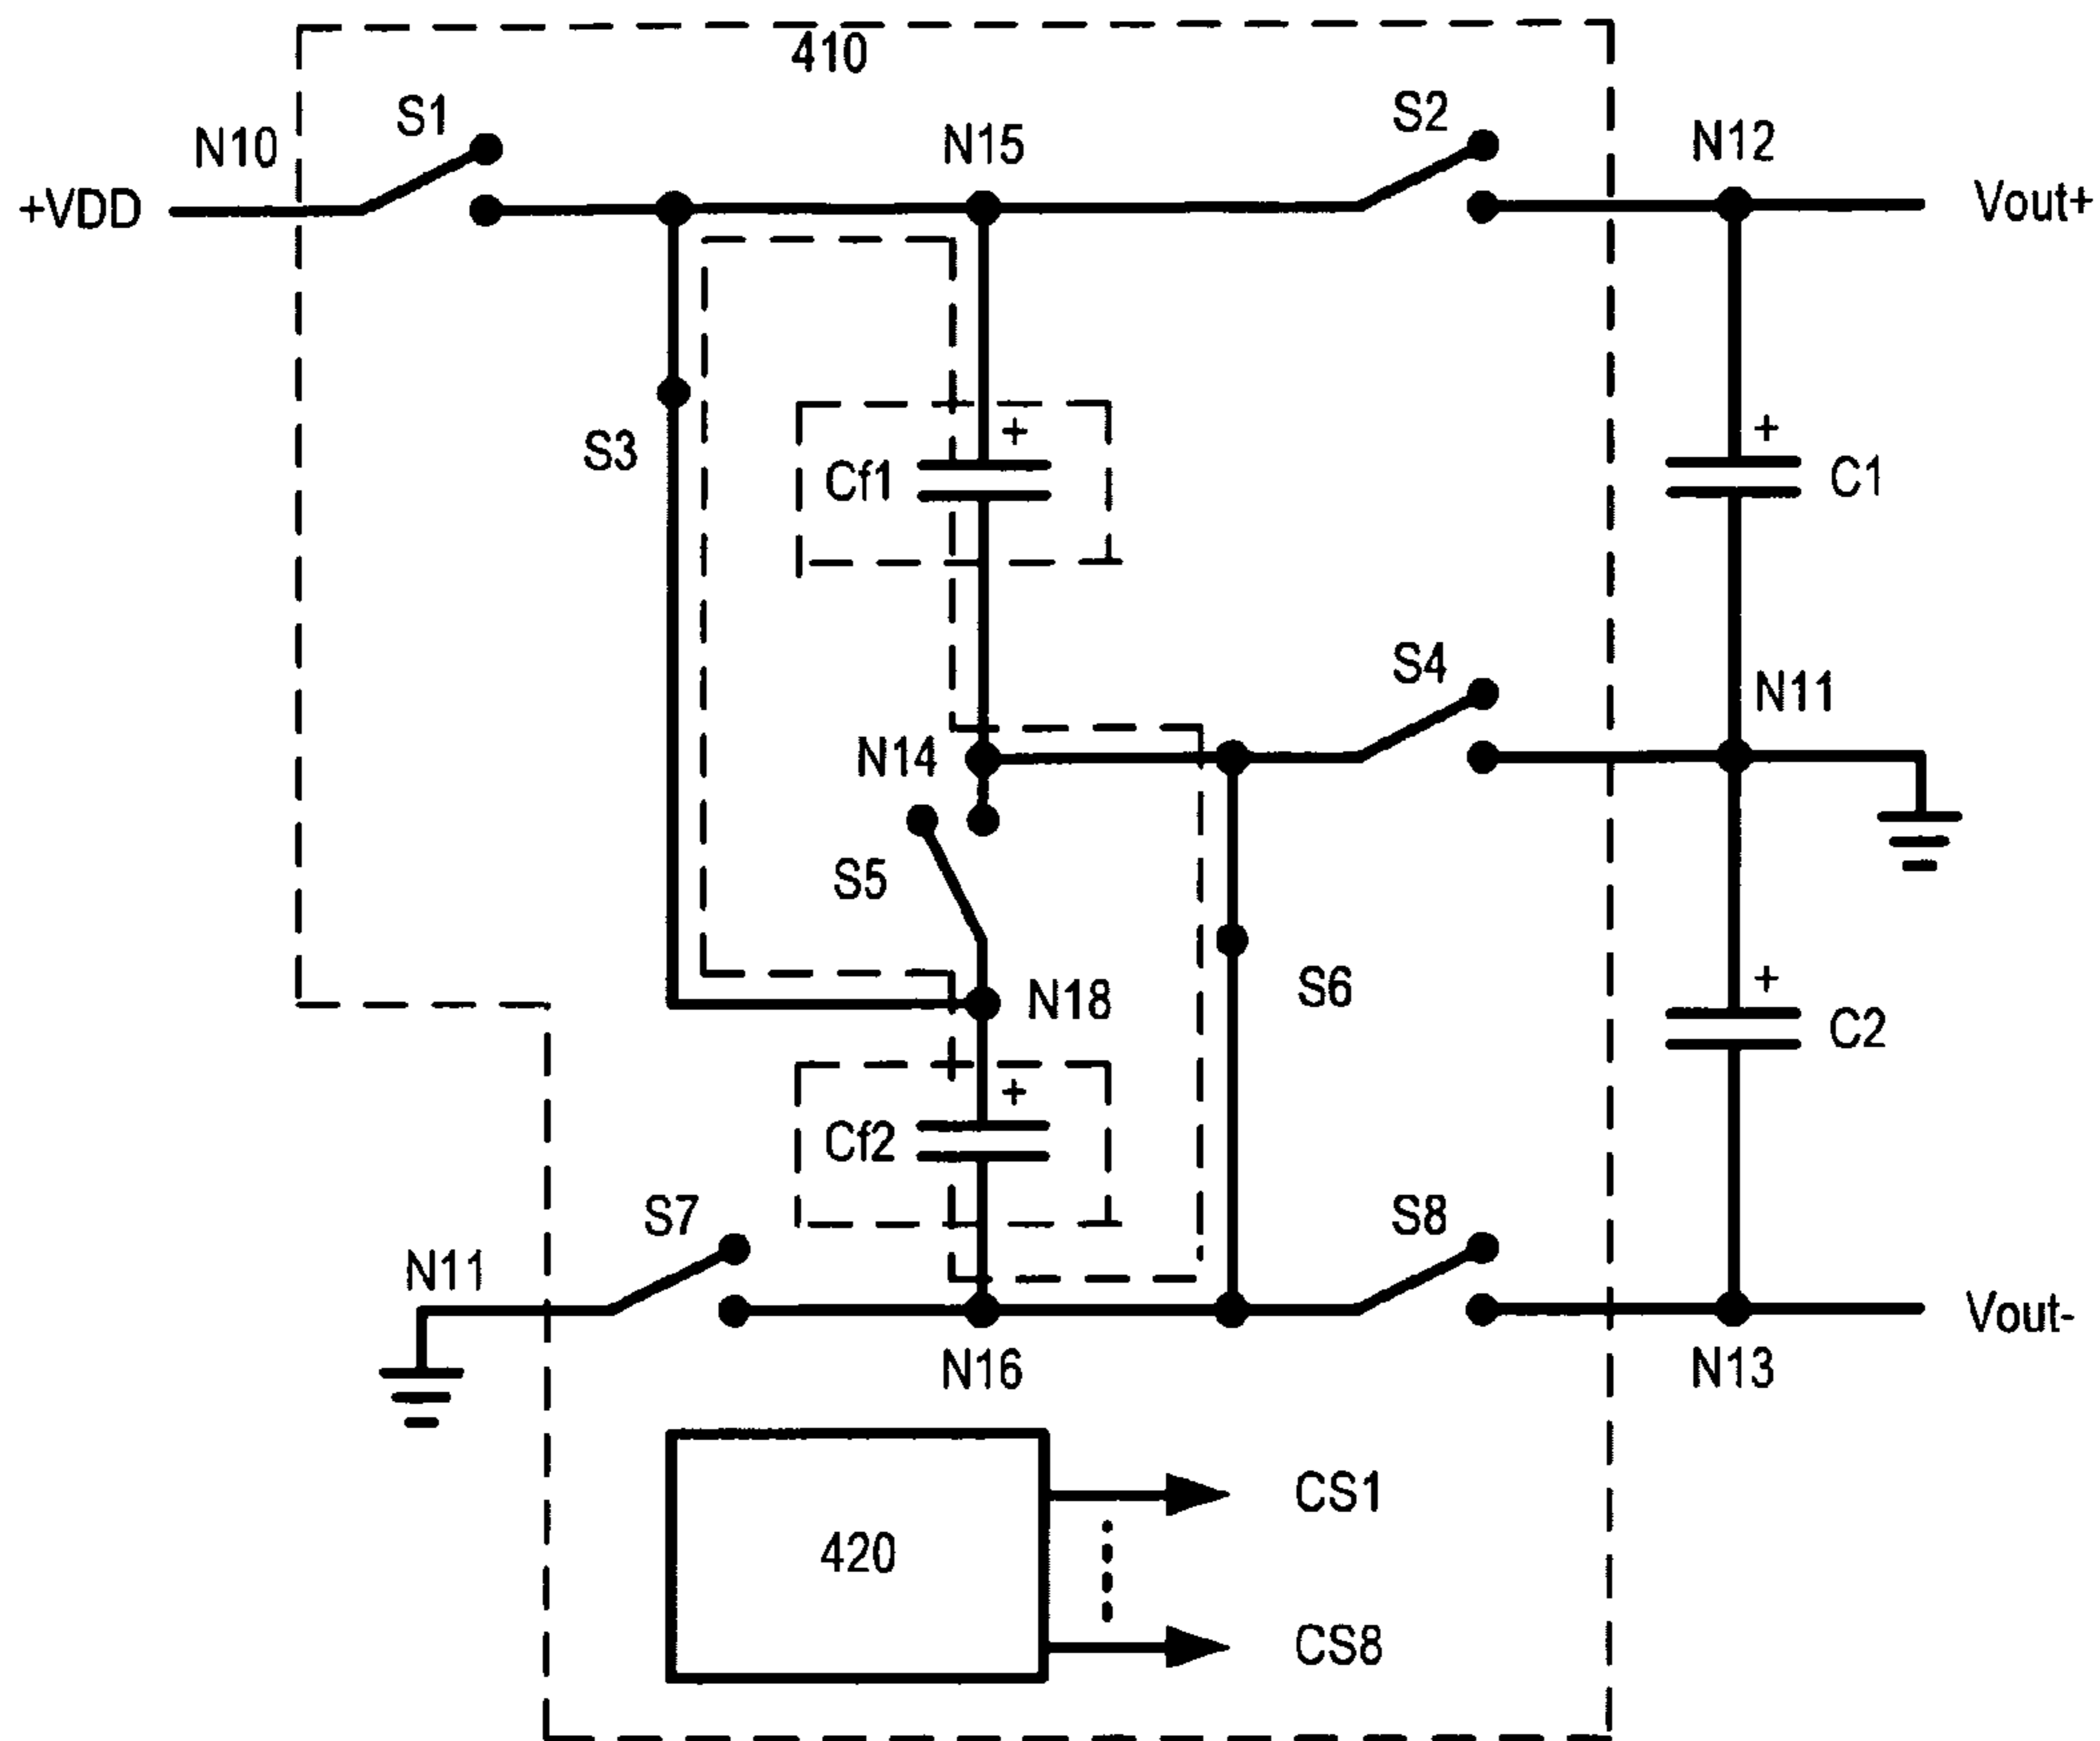 410
N10
S1
N15
S2
N12
+VDD
Vout+
S3
+
Cf1
+
C1
S4
N11
N14
S5
N18
S6
+
C2
+
Cf2
S7
S8
N11
Vout-
N16
N13
420
CS1
CS8